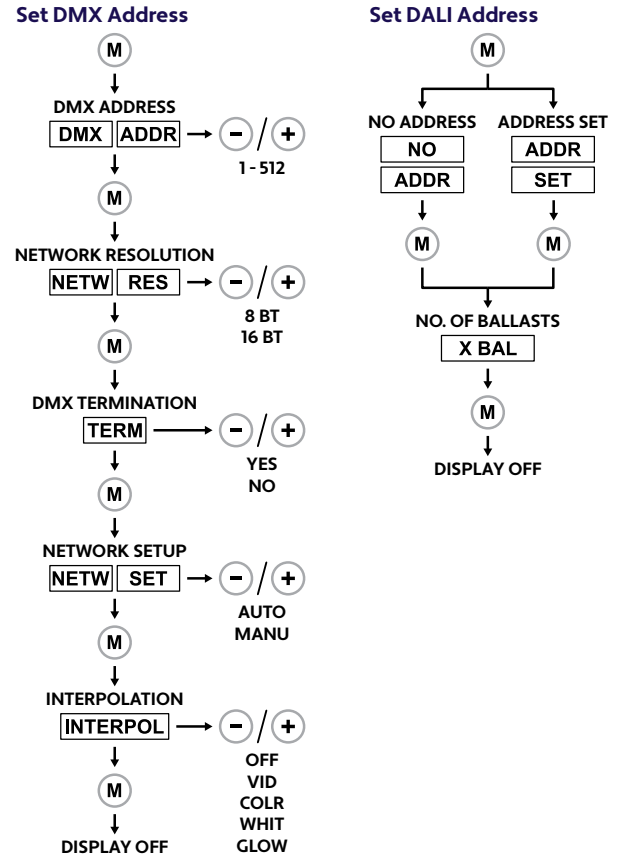 Set DMX Address
M
DMX ADDRESS
DMX ADDR - / +
1 - 512
M
NETWORK RESOLUTION
NETW RES - / +
8 BT
16 BT
M
DMX TERMINATION
TERM - / +
YES
NO
M
NETWORK SETUP
NETW SET - / +
AUTO
MANU
M
INTERPOLATION
INTERPOL - / +
OFF
VID
COLR
WHIT
GLOW
M
DISPLAY OFF
Set DALI Address
M
NO ADDRESS
NO
ADDR
M
ADDRESS SET
ADDR
SET
M
NO. OF BALLASTS
X BAL
M
DISPLAY OFF